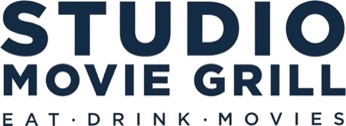 STUDIO
MOVIE GRILL
EAT · DRINK · MOVIES